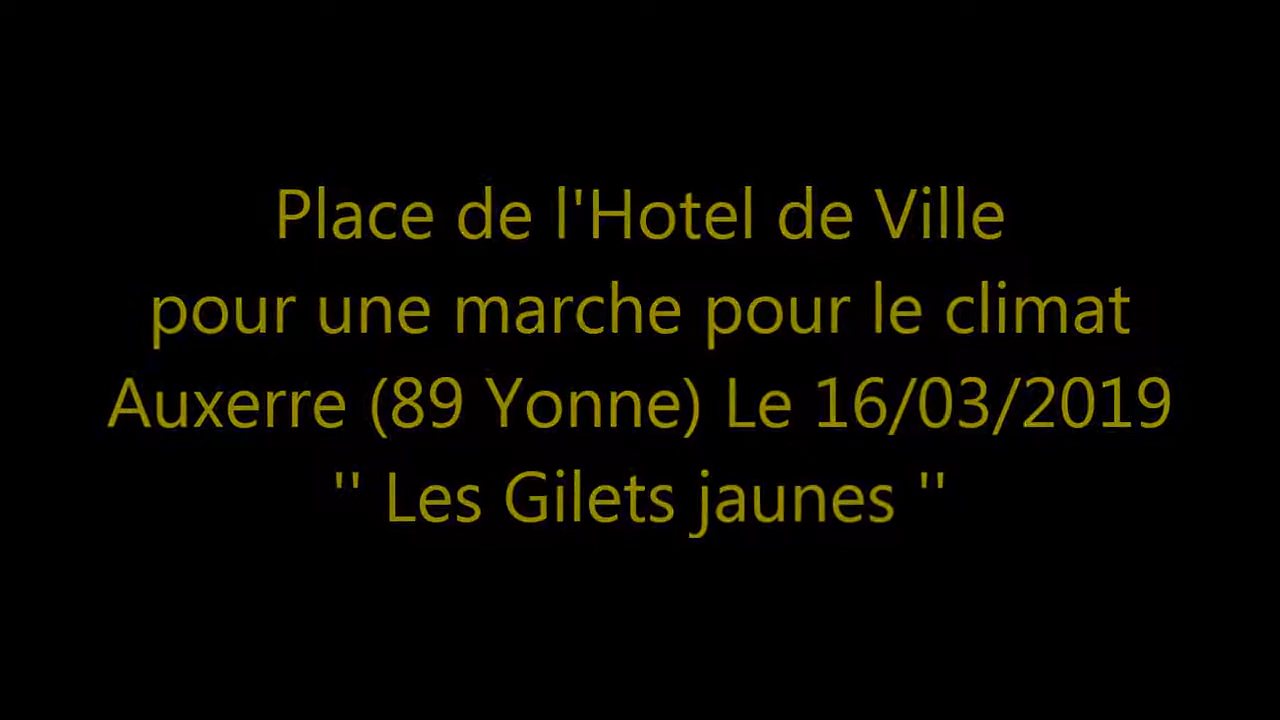 Place de l'Hotel de Ville
pour une marche pour le climat
Auxerre (89 Yonne) Le 16/03/2019
'' Les Gilets jaunes ''